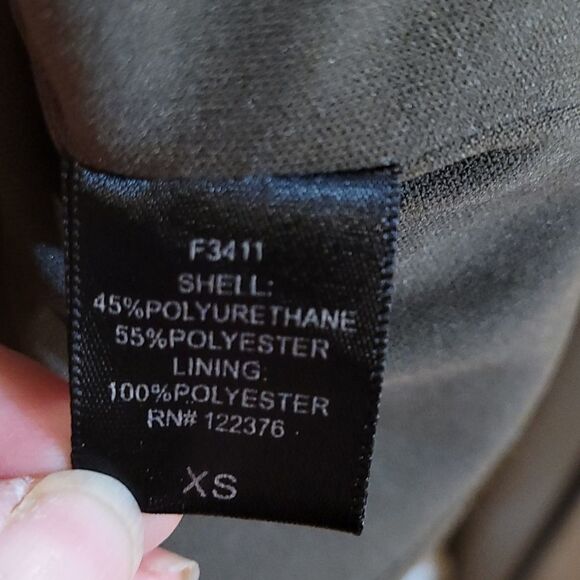 F3411
SHELL:
45%POLYURETHANE
55%POLYESTER
LINING:
100%POLYESTER
RN# 122376
XS